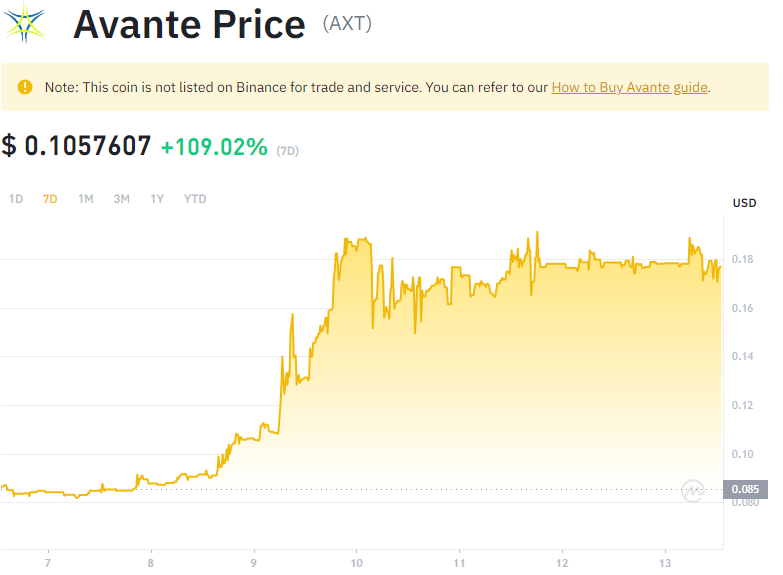 Avante Price (AXT)
Note: This coin is not listed on Binance for trade and service. You can refer to our How to Buy Avante guide.
$ 0.1057607 +109.02% (7D)
1D 7D 1M 3M 1Y YTD
USD
0.18
0.16
0.14
0.12
0.10
0.085
0.080
7 8 9 10 11 12 13